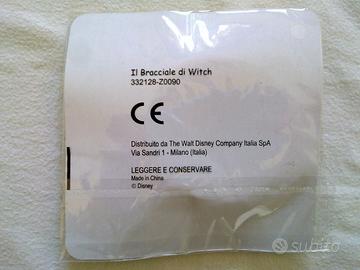 Il Bracciale di Witch
332128-Z0090
CE
Distribuito da The Walt Disney Company Italia SpA
Via Sandri 1 - Milano (Italia)
LEGGERE E CONSERVARE
Made in China
© Disney
subito